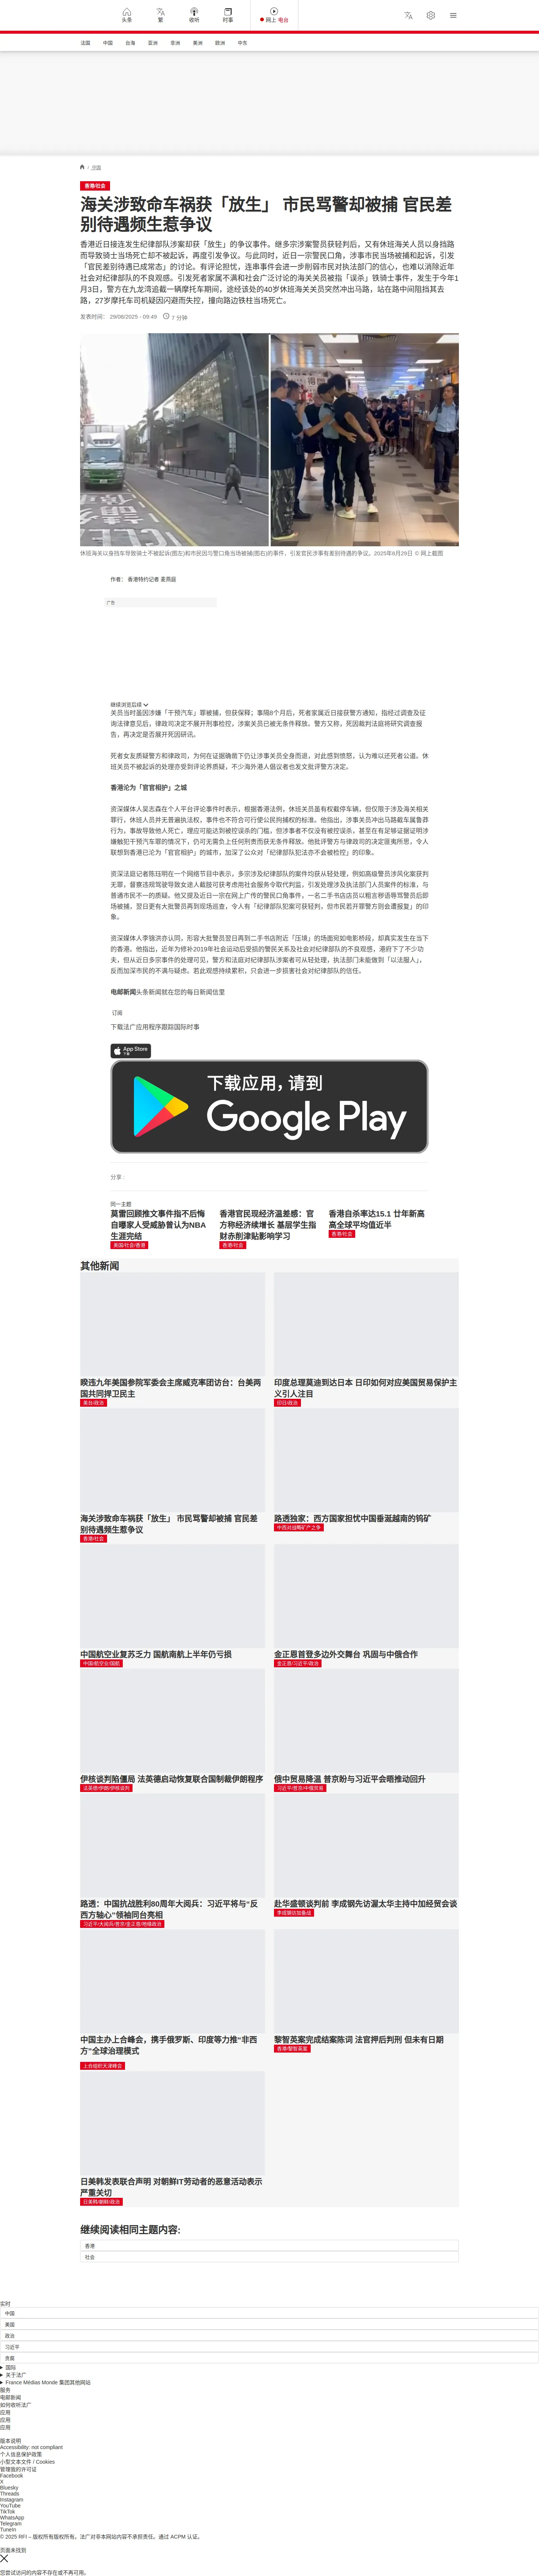 头条
繁
收听
时事
网上 电台
法国
中国
台海
亚洲
非洲
美洲
欧洲
中东
/ 中国
香港/社会
海关涉致命车祸获「放生」 市民骂警却被捕 官民差
别待遇频生惹争议
香港近日接连发生纪律部队涉案却获「放生」的争议事件。继多宗涉案警员获轻判后，又有休班海关人员以身挡路
而导致骑士当场死亡却不被起诉，再度引发争议。与此同时，近日一宗警民口角，涉事市民当场被捕和起诉，引发
「官民差别待遇已成常态」的讨论。有评论担忧，连串事件会进一步削弱市民对执法部门的信心，也难以消除近年
社会对纪律部队的不良观感。引发死者家属不满和社会广泛讨论的海关关员被指「误杀」铁骑士事件，发生于今年1
月3日，警方在九龙湾追截一辆摩托车期间，途经该处的40岁休班海关关员突然冲出马路，站在路中间阻挡其去
路，27岁摩托车司机疑因闪避而失控，撞向路边铁柱当场死亡。
发表时间： 29/08/2025 - 09:49
7 分钟
休班海关以身挡车导致骑士不被起诉(图左)和市民因与警口角当场被捕(图右)的事件，引发官民涉事有差别待遇的争议。2025年8月29日 © 网上截图
作者： 香港特约记者 麦燕庭
广告
继续浏览后续
关员当时虽因涉嫌「干预汽车」罪被捕，但获保释；事隔8个月后，死者家属近日接获警方通知，指经过调查及征
询法律意见后，律政司决定不展开刑事检控，涉案关员已被无条件释放。警方又称，死因裁判法庭将研究调查报
告，再决定是否展开死因研讯。
死者女友质疑警方和律政司，为何在证据确凿下仍让涉事关员全身而退，对此感到愤怒，认为难以还死者公道。休
班关员不被起诉的处理亦受到评论界质疑，不少海外港人倡议者也发文批评警方决定。
香港沦为「官官相护」之城
资深媒体人吴志森在个人平台评论事件时表示，根据香港法例，休班关员虽有权截停车辆，但仅限于涉及海关相关
罪行，休班人员并无普遍执法权，事件也不符合可行使公民拘捕权的标准。他指出，涉事关员冲出马路截车属鲁莽
行为，事故导致他人死亡，理应可能达到被控误杀的门槛，但涉事者不仅没有被控误杀，甚至在有足够证据证明涉
嫌触犯干预汽车罪的情况下，仍可无需负上任何刑责而获无条件释放。他批评警方与律政司的决定匪夷所思，令人
联想到香港已沦为「官官相护」的城市，加深了公众对「纪律部队犯法亦不会被检控」的印象。
资深法庭记者陈珏明在一个网络节目中表示，多宗涉及纪律部队的案件均获从轻处理，例如高级警员涉风化案获判
无罪，督察违规驾驶导致女途人截肢可获考虑用社会服务令取代判监，引发处理涉及执法部门人员案件的标准，与
普通市民不一的质疑。他又提及近日一宗在网上广传的警民口角事件，一名二手书店店员以粗言秽语辱骂警员后即
场被捕，翌日更有大批警员再到现场巡查，令人有「纪律部队犯案可获轻判，但市民若开罪警方则会遭报复」的印
象。
资深媒体人李锦洪亦认同，形容大批警员翌日再到二手书店附近「压境」的场面宛如电影桥段，却真实发生在当下
的香港。他指出，近年为修补2019年社会运动后受损的警民关系及社会对纪律部队的不良观感，港府下了不少功
夫，但从近日多宗事件的处理可见，警方和法庭对纪律部队涉案者可从轻处理，执法部门未能做到「以法服人」，
反而加深市民的不满与疑虑。若此观感持续累积，只会进一步损害社会对纪律部队的信任。
电邮新闻头条新闻就在您的每日新闻信里
订阅
下载法广应用程序跟踪国际时事
App Store
下载
下载应用，请到
Google Play
分享 :
同一主题
莫雷回顾推文事件指不后悔
自曝家人受威胁曾认为NBA
生涯完结
美国/社会/香港
香港官民现经济温差感：官
方称经济续增长 基层学生指
财赤削津贴影响学习
香港/社会
香港自杀率达15.1 廿年新高
高全球平均值近半
香港/社会
其他新闻
睽违九年美国参院军委会主席威克率团访台：台美两
国共同捍卫民主
美台/政治
印度总理莫迪到达日本 日印如何对应美国贸易保护主
义引人注目
印日/政治
海关涉致命车祸获「放生」 市民骂警却被捕 官民差
别待遇频生惹争议
香港/社会
路透独家：西方国家担忧中国垂涎越南的钨矿
中西对战略矿产之争
中国航空业复苏乏力 国航南航上半年仍亏损
中国/航空业/国航
金正恩首登多边外交舞台 巩固与中俄合作
金正恩/习近平/政治
伊核谈判陷僵局 法英德启动恢复联合国制裁伊朗程序
法英德/伊朗/伊核谈判
俄中贸易降温 普京盼与习近平会晤推动回升
习近平/普京/中俄贸易
路透：中国抗战胜利80周年大阅兵：习近平将与“反
西方轴心”领袖同台亮相
习近平/大阅兵/普京/金正恩/地缘政治
赴华盛顿谈判前 李成钢先访渥太华主持中加经贸会谈
李成钢访加备战
中国主办上合峰会，携手俄罗斯、印度等力推“非西
方”全球治理模式
上合组织天津峰会
黎智英案完成结案陈词 法官押后判刑 但未有日期
香港/黎智英案
日美韩发表联合声明 对朝鲜IT劳动者的恶意活动表示
严重关切
日美韩/朝鲜/政治
继续阅读相同主题内容:
香港
社会
实时
中国
美国
政治
习近平
贪腐
国际
关于法广
France Médias Monde 集团其他网站
服务
电邮新闻
如何收听法广
应用
应用
应用
版本说明
Accessibility: not compliant
个人信息保护政策
小型文本文件 / Cookies
管理我的许可证
Facebook
X
Bluesky
Threads
Instagram
YouTube
TikTok
WhatsApp
Telegram
TuneIn
© 2025 RFI – 版权所有版权所有。法广对非本网站内容不承担责任。通过 ACPM 认证。
页面未找到
您尝试访问的内容不存在或不再可用。